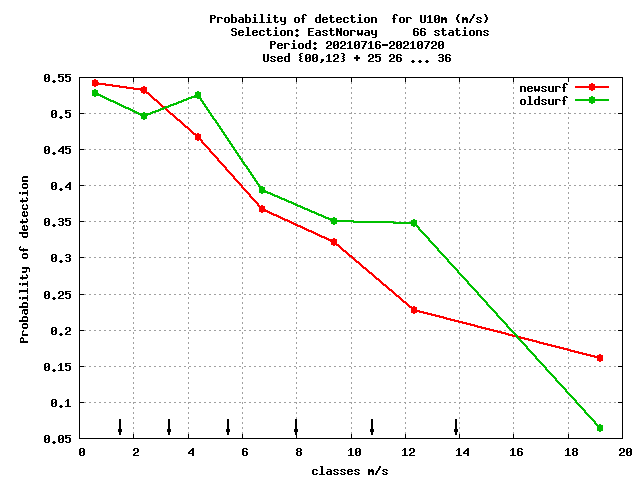 Probability of detection  for U10m (m/s)
Selection: EastNorway     66 stations
Period: 20210716-20210720
Used {00,12} + 25 26 ... 36
newsurf
oldsurf
Probability of detection
0.55
0.5
0.45
0.4
0.35
0.3
0.25
0.2
0.15
0.1
0.05
0 2 4 6 8 10 12 14 16 18 20
classes m/s